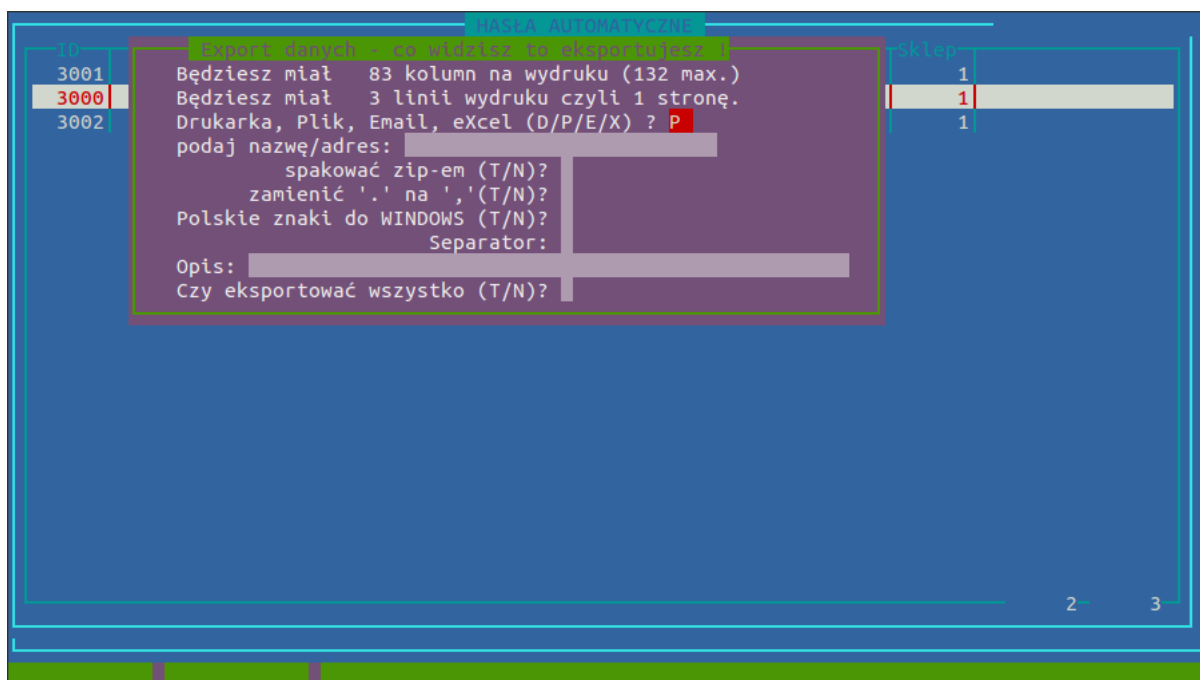 HASŁA AUTOMATYCZNE
ID Export danych - co widzisz to eksportujesz ! Sklep
3001 Będziesz miał 83 kolumn na wydruku (132 max.) 1
3000 Będziesz miał 3 linii wydruku czyli 1 stronę. 1
3002 Drukarka, Plik, Email, eXcel (D/P/E/X) ? P 1
podaj nazwę/adres:
spakować zip-em (T/N)?
zamienić '.' na ','(T/N)?
Polskie znaki do WINDOWS (T/N)?
Separator:
Opis:
Czy eksportować wszystko (T/N)?
2 3